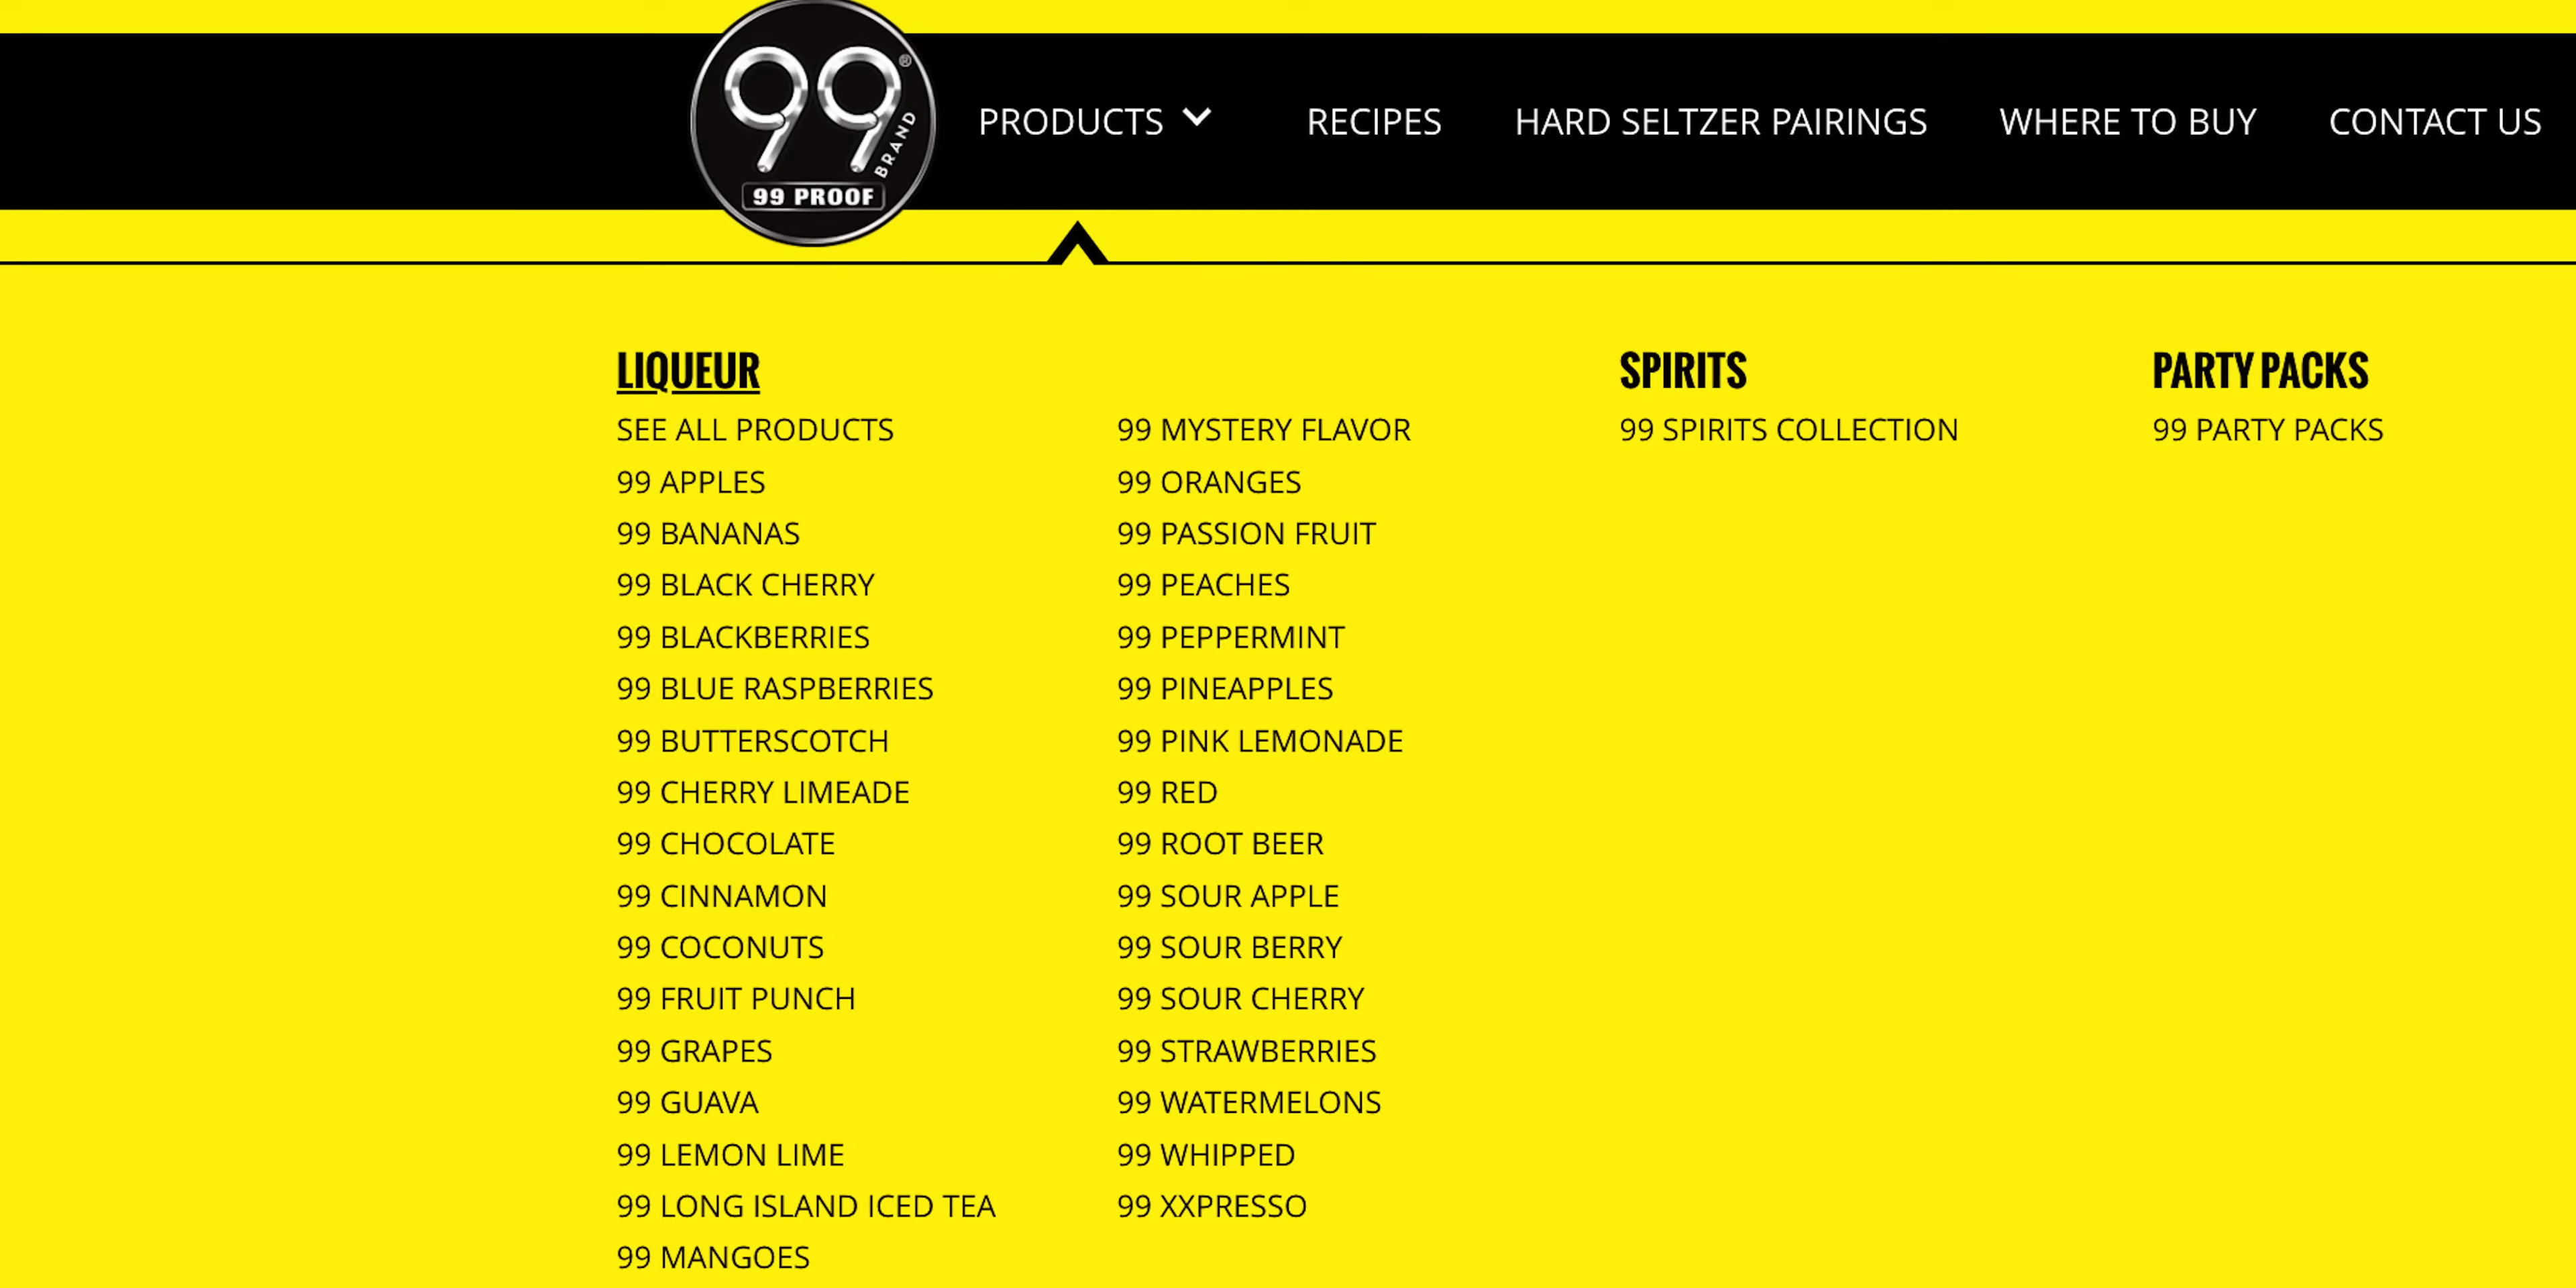 99® BRAND
99 PROOF
PRODUCTS
RECIPES
HARD SELTZER PAIRINGS
WHERE TO BUY
CONTACT US
LIQUEUR
SEE ALL PRODUCTS
99 APPLES
99 BANANAS
99 BLACK CHERRY
99 BLACKBERRIES
99 BLUE RASPBERRIES
99 BUTTERSCOTCH
99 CHERRY LIMEADE
99 CHOCOLATE
99 CINNAMON
99 COCONUTS
99 FRUIT PUNCH
99 GRAPES
99 GUAVA
99 LEMON LIME
99 LONG ISLAND ICED TEA
99 MANGOES
99 MYSTERY FLAVOR
99 ORANGES
99 PASSION FRUIT
99 PEACHES
99 PEPPERMINT
99 PINEAPPLES
99 PINK LEMONADE
99 RED
99 ROOT BEER
99 SOUR APPLE
99 SOUR BERRY
99 SOUR CHERRY
99 STRAWBERRIES
99 WATERMELONS
99 WHIPPED
99 XXPRESSO
SPIRITS
99 SPIRITS COLLECTION
PARTY PACKS
99 PARTY PACKS